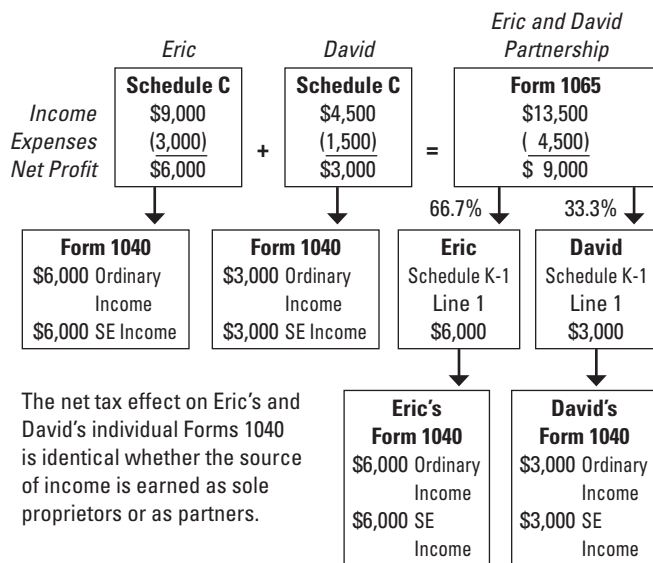 Eric
David
Eric and David
Partnership
Income
Expenses
Net Profit
Schedule C
$9,000
(3,000)
$6,000
+
Schedule C
$4,500
(1,500)
$3,000
=
Form 1065
$13,500
( 4,500)
$ 9,000
66.7%
33.3%
Form 1040
$6,000 Ordinary
Income
$6,000 SE Income
Form 1040
$3,000 Ordinary
Income
$3,000 SE Income
Eric
Schedule K-1
Line 1
$6,000
David
Schedule K-1
Line 1
$3,000
The net tax effect on Eric’s and
David’s individual Forms 1040
is identical whether the source
of income is earned as sole
proprietors or as partners.
Eric’s
Form 1040
$6,000 Ordinary
Income
$6,000 SE
Income
David’s
Form 1040
$3,000 Ordinary
Income
$3,000 SE
Income